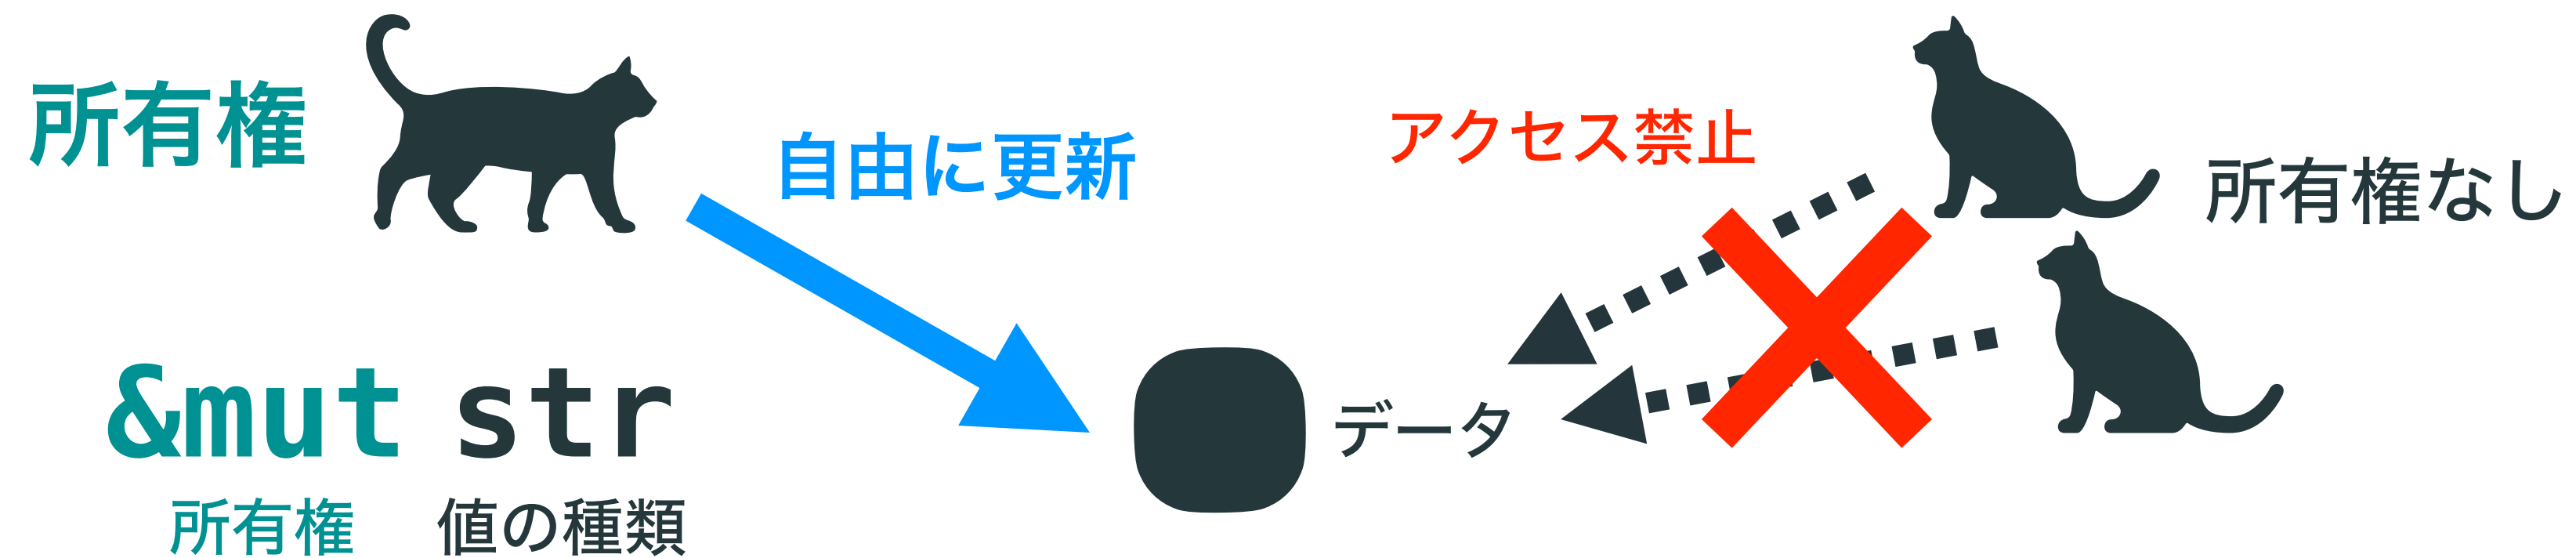 所有権
自由に更新
アクセス禁止
所有権なし
&mut str
データ
所有権 値の種類